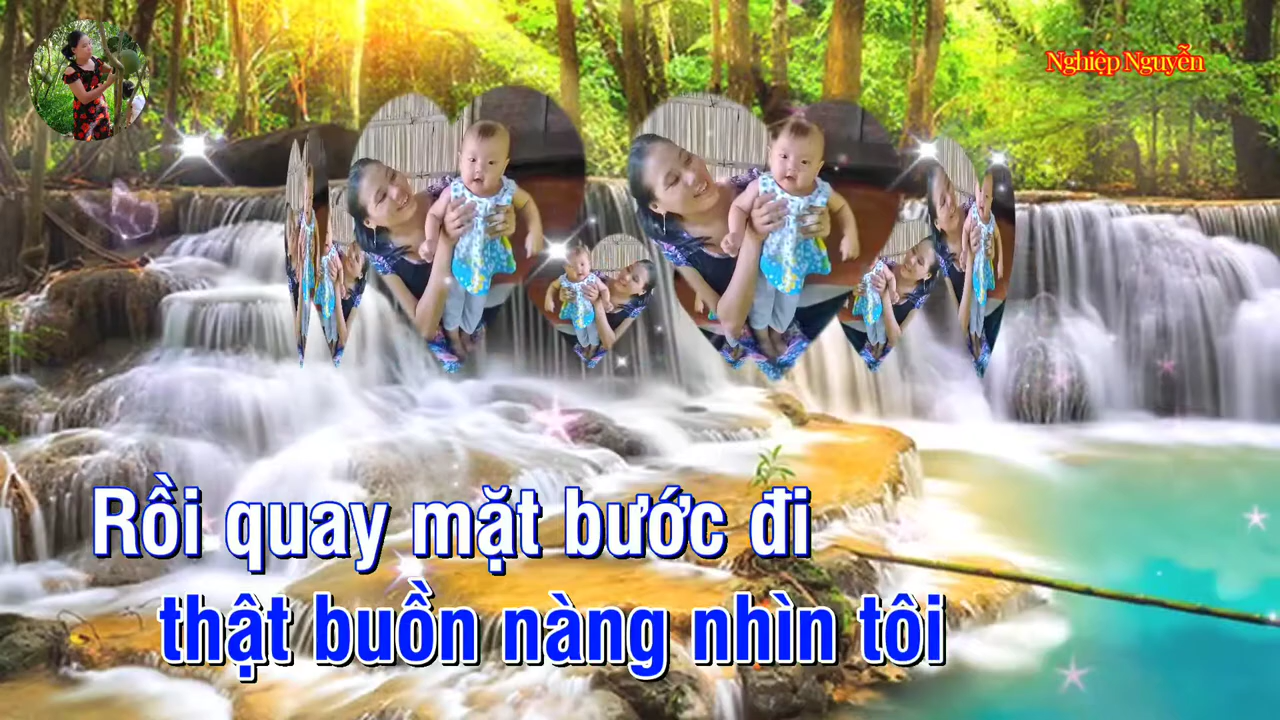 Nghiệp Nguyễn
Rồi quay mặt bước đi
thật buồn nàng nhìn tôi